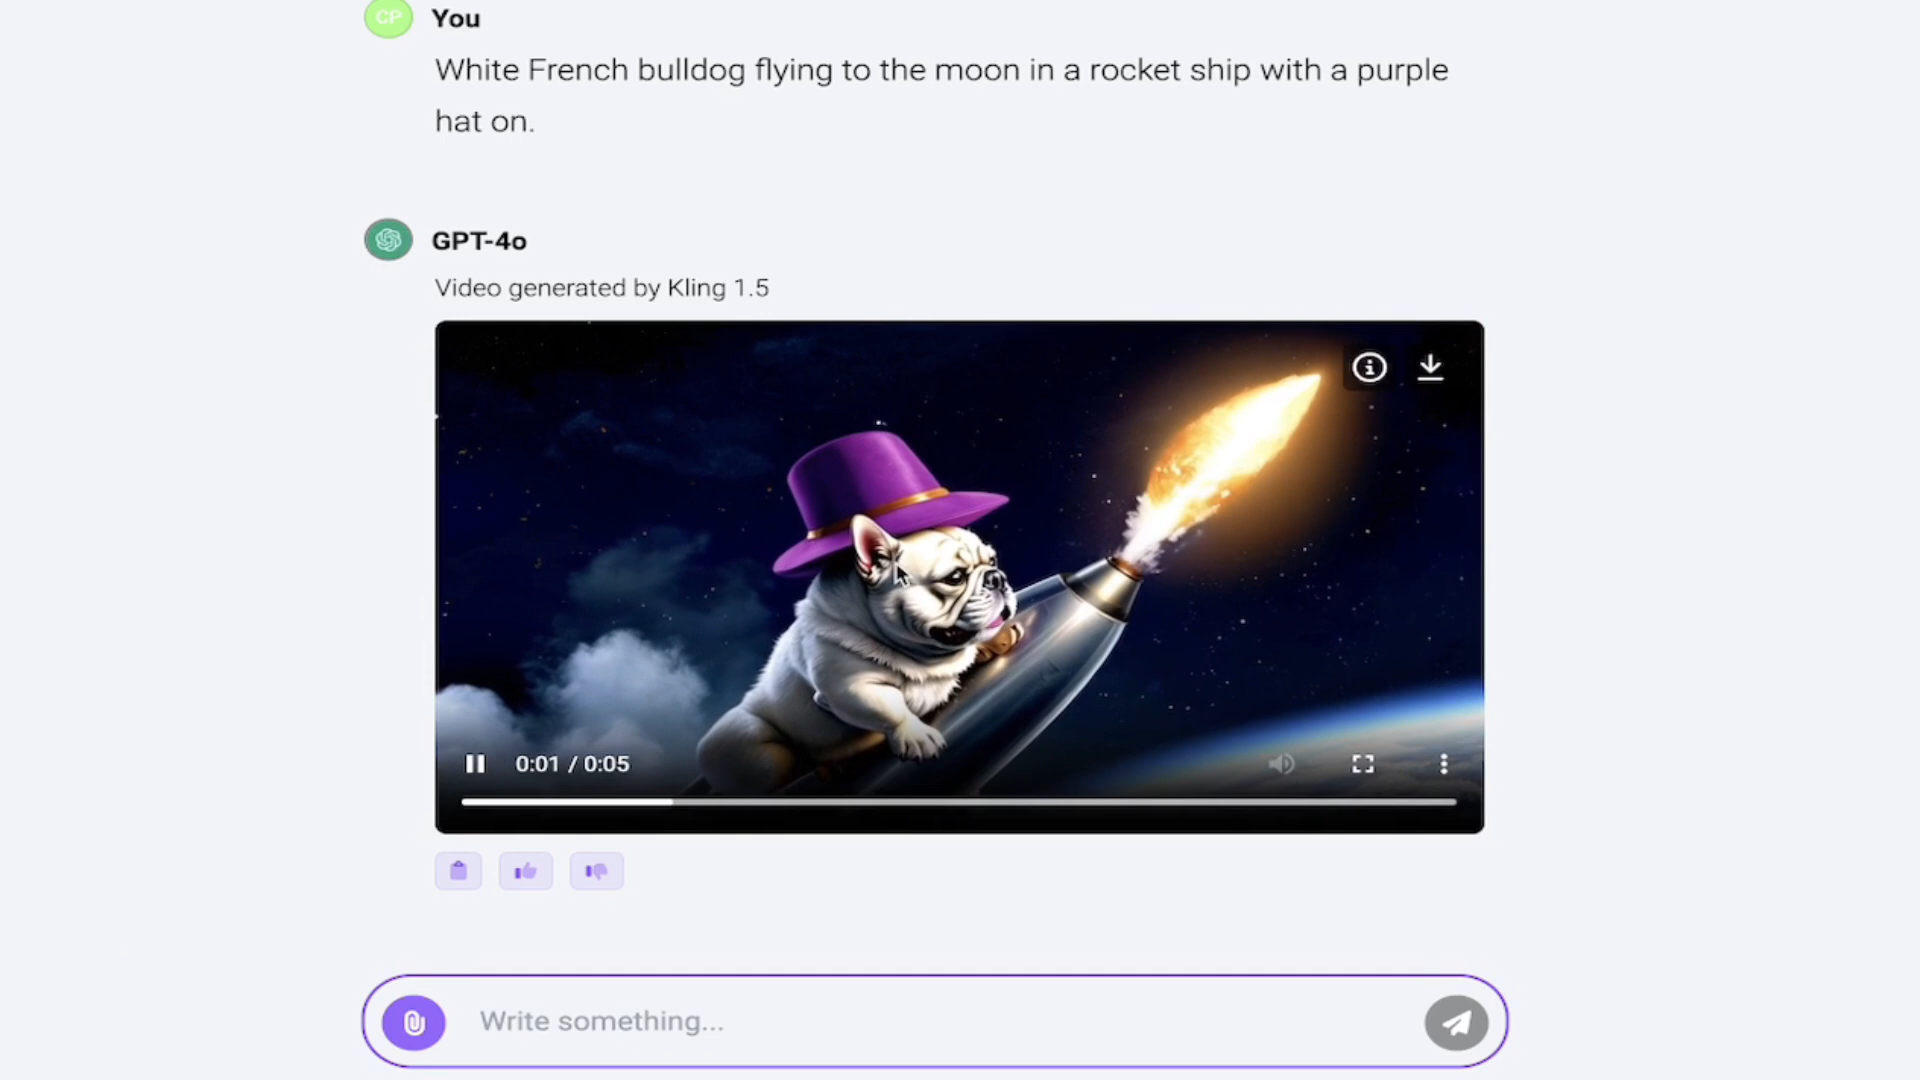 CP You
White French bulldog flying to the moon in a rocket ship with a purple
hat on.
GPT-4o
Video generated by Kling 1.5
0:01 / 0:05
Write something...